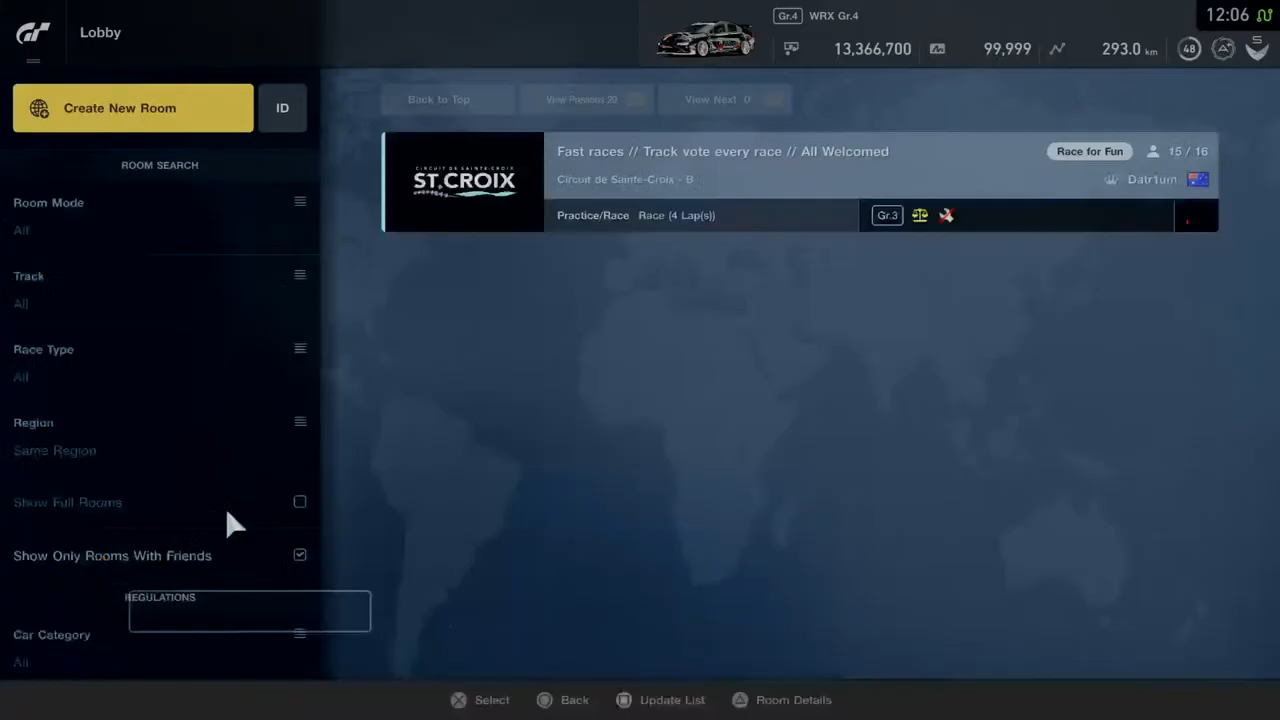 Lobby
Gr.4 WRX Gr.4
12:06
13,366,700
99,999
293.0 km
48
A+
S
Create New Room
ID
ROOM SEARCH
Room Mode
All
Track
All
Race Type
All
Region
Same Region
Show Full Rooms
Show Only Rooms With Friends
REGULATIONS
Car Category
All
Back to Top
View Previous 20
View Next 0
CIRCUIT DE SAINTE-CROIX
ST.CROIX
Fast races // Track vote every race // All Welcomed
Race for Fun
15 / 16
Circuit de Sainte-Croix - B
Datr1um
Practice/Race Race (4 Lap(s))
Gr.3
Select
Back
Update List
Room Details